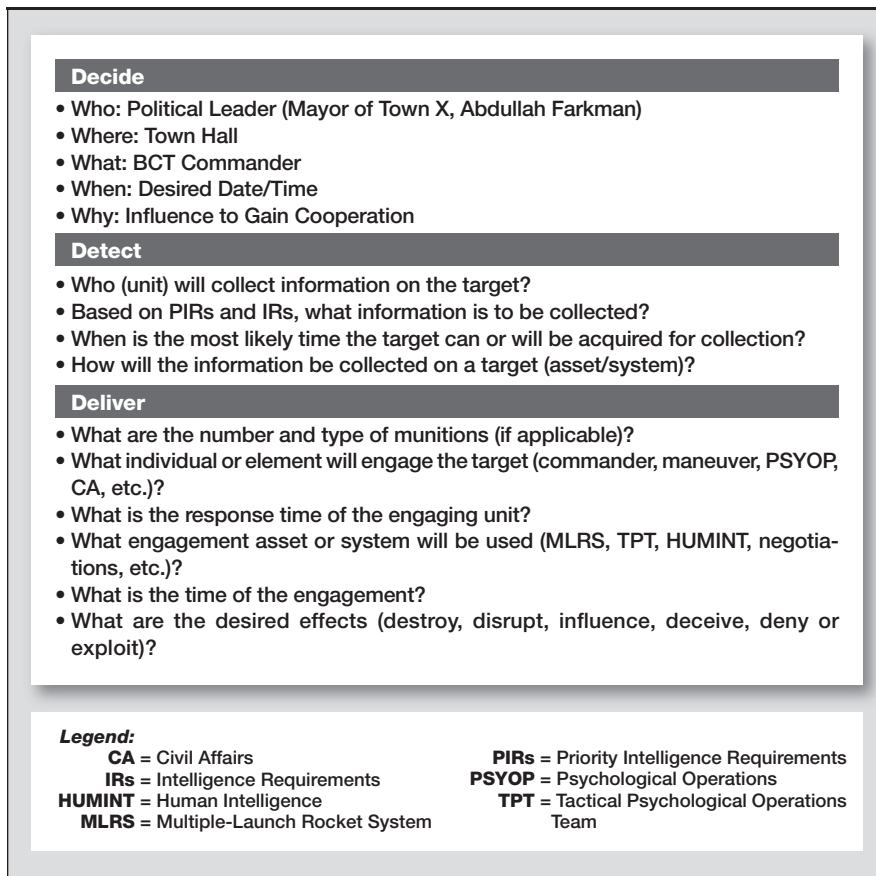 Decide
• Who: Political Leader (Mayor of Town X, Abdullah Farkman)
• Where: Town Hall
• What: BCT Commander
• When: Desired Date/Time
• Why: Influence to Gain Cooperation
Detect
• Who (unit) will collect information on the target?
• Based on PIRs and IRs, what information is to be collected?
• When is the most likely time the target can or will be acquired for collection?
• How will the information be collected on a target (asset/system)?
Deliver
• What are the number and type of munitions (if applicable)?
• What individual or element will engage the target (commander, maneuver, PSYOP,
CA, etc.)?
• What is the response time of the engaging unit?
• What engagement asset or system will be used (MLRS, TPT, HUMINT, negotia-
tions, etc.)?
• What is the time of the engagement?
• What are the desired effects (destroy, disrupt, influence, deceive, deny or
exploit)?
Legend:
CA = Civil Affairs
IRs = Intelligence Requirements
HUMINT = Human Intelligence
MLRS = Multiple-Launch Rocket System
PIRs = Priority Intelligence Requirements
PSYOP = Psychological Operations
TPT = Tactical Psychological Operations
Team